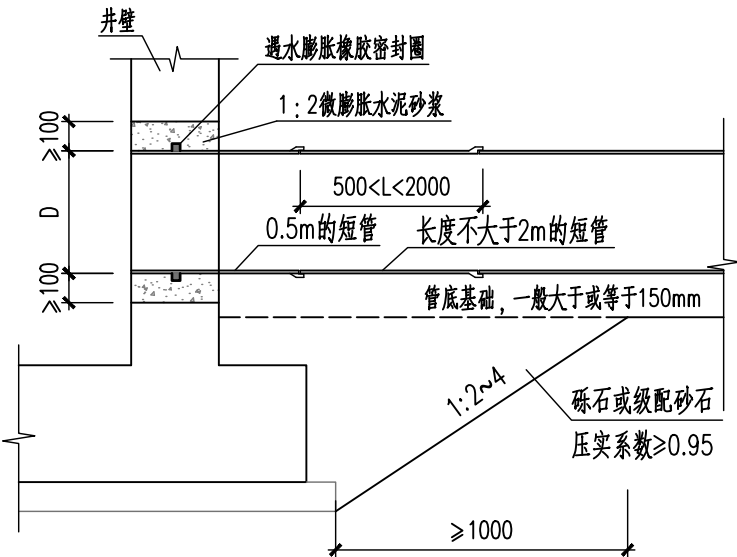 井壁
遇水膨胀橡胶密封圈
1：2微膨胀水泥砂浆
≥100
D
≥100
500<L<2000
0.5m的短管
长度不大于2m的短管
管底基础，一般大于或等于150mm
1:2~4
砾石或级配砂石
压实系数≥0.95
≥1000